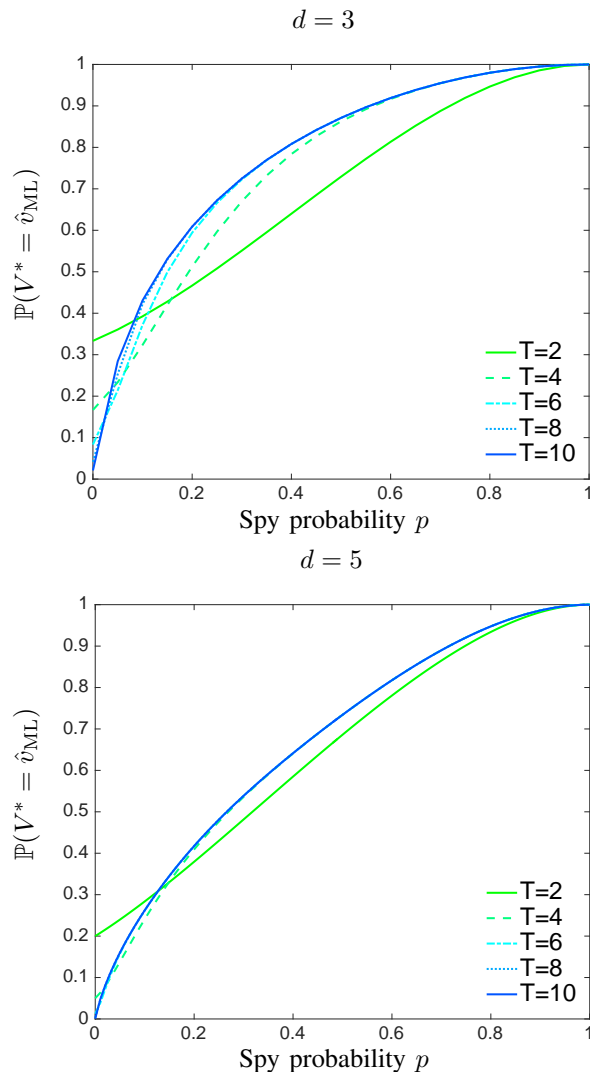 d = 3
1
0.9
0.8
0.7
0.6
0.5
0.4
0.3
0.2
0.1
0
ℙ(V* = v̂_ML)
T=2
T=4
T=6
T=8
T=10
0 0.2 0.4 0.6 0.8 1
Spy probability p
d = 5
1
0.9
0.8
0.7
0.6
0.5
0.4
0.3
0.2
0.1
0
ℙ(V* = v̂_ML)
T=2
T=4
T=6
T=8
T=10
0 0.2 0.4 0.6 0.8 1
Spy probability p